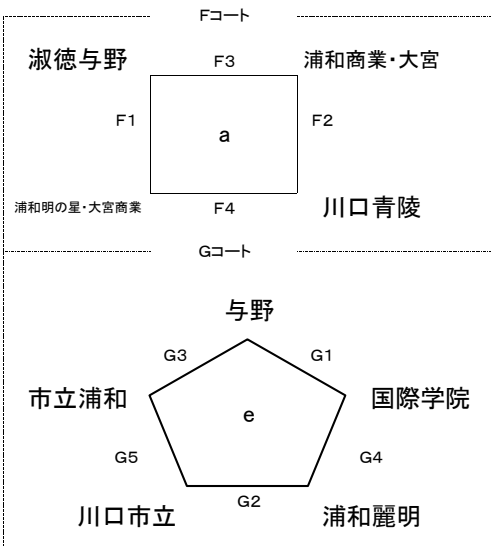 Fコート
淑徳与野
F3
浦和商業・大宮
F1
a
F2
浦和明の星・大宮商業
F4
川口青陵
Gコート
与野
G3
G1
市立浦和
e
国際学院
G5
G4
G2
川口市立
浦和麗明